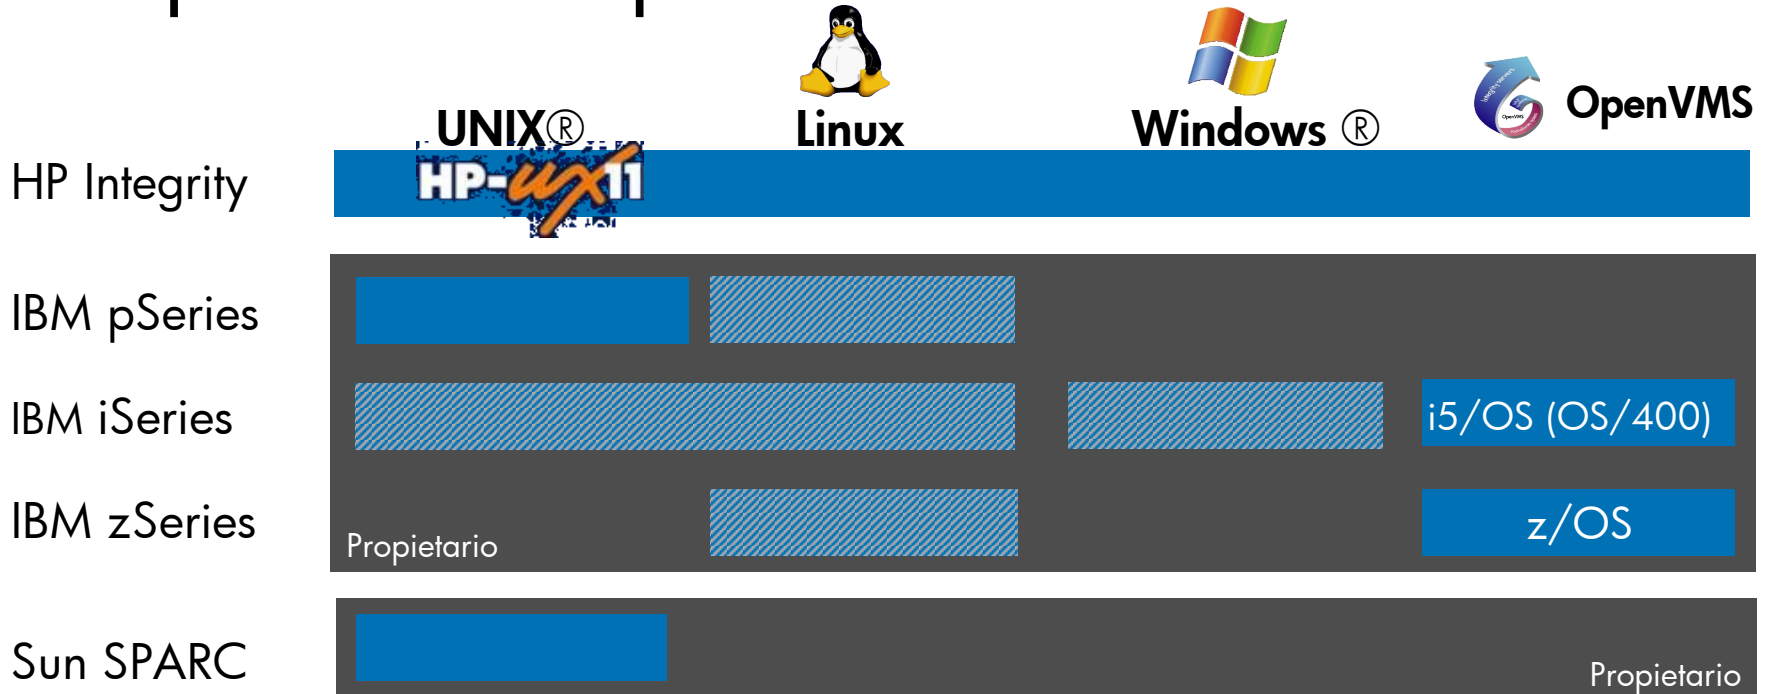 UNIX®
Linux
Windows ®
OpenVMS
HP Integrity
HP-ux11
IBM pSeries
IBM iSeries
i5/OS (OS/400)
IBM zSeries
z/OS
Propietario
Sun SPARC
Propietario